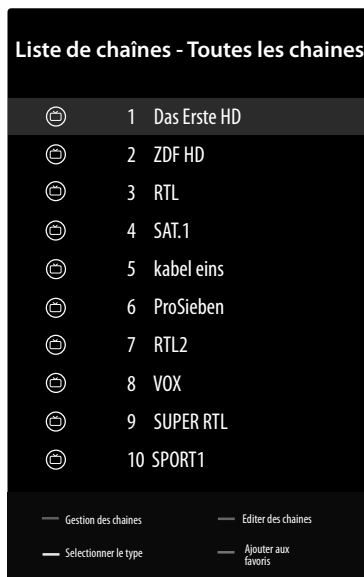 Liste de chaînes - Toutes les chaines
1 Das Erste HD
2 ZDF HD
3 RTL
4 SAT.1
5 kabel eins
6 ProSieben
7 RTL2
8 VOX
9 SUPER RTL
10 SPORT1
Gestion des chaines
Editer des chaines
Selectionner le type
Ajouter aux
favoris